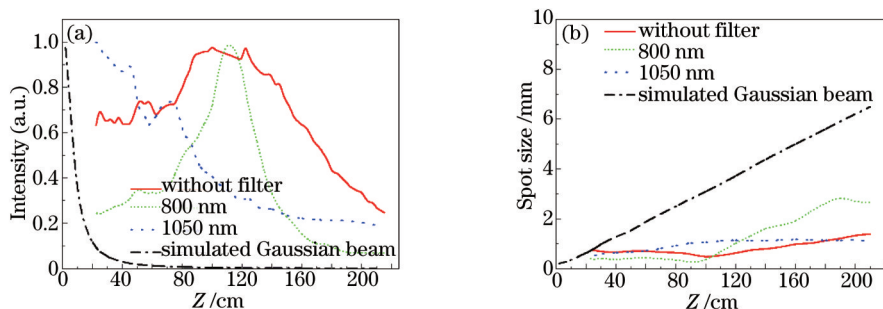 (a)
1.0
0.8
0.6
0.4
0.2
0
Intensity (a.u.)
without filter
800 nm
1050 nm
simulated Gaussian beam
0 40 80 120 160 200
Z /cm
(b)
10
8
6
4
2
0
Spot size /mm
without filter
800 nm
1050 nm
simulated Gaussian beam
0 40 80 120 160 200
Z /cm